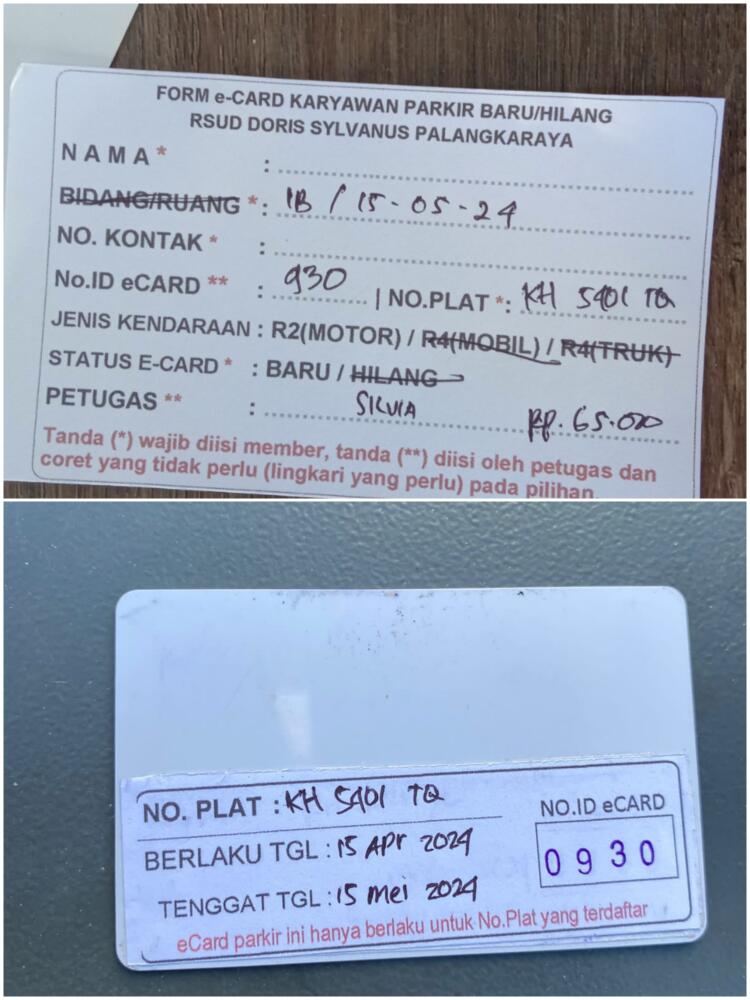 FORM e-CARD KARYAWAN PARKIR BARU/HILANG
RSUD DORIS SYLVANUS PALANGKARAYA
NAMA* :
BIDANG/RUANG *: 1B / 15-05-24
NO. KONTAK * :
No.ID eCARD ** : 930 | NO.PLAT *: KH 5401 TQ
JENIS KENDARAAN : R2(MOTOR) / R4(MOBIL) / R4(TRUK)
STATUS E-CARD * : BARU / HILANG
PETUGAS ** : SILVIA RP. 65.000
Tanda (*) wajib diisi member, tanda (**) diisi oleh petugas dan
coret yang tidak perlu (lingkari yang perlu) pada pilihan.
NO. PLAT : KH 5401 TQ
BERLAKU TGL : 15 APr 2024
TENGGAT TGL : 15 mei 2024
NO.ID eCARD
0930
eCard parkir ini hanya berlaku untuk No.Plat yang terdaftar